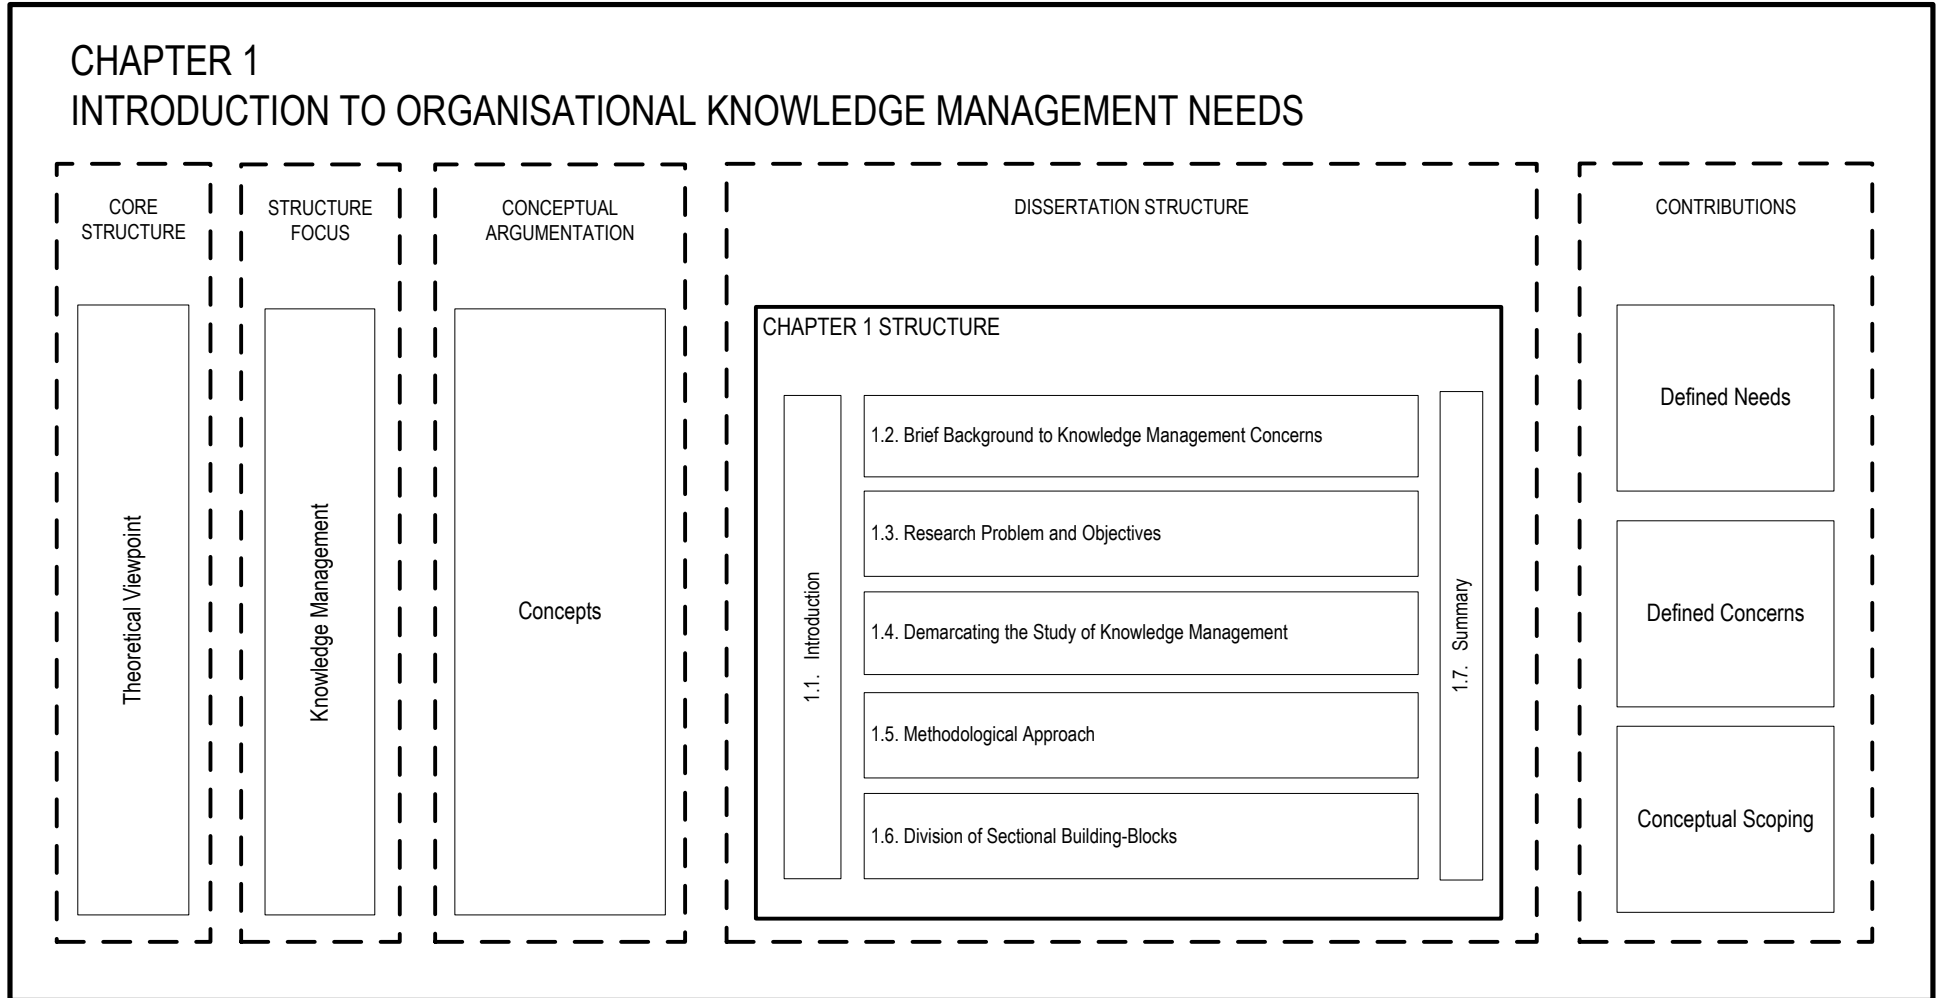 CHAPTER 1
INTRODUCTION TO ORGANISATIONAL KNOWLEDGE MANAGEMENT NEEDS
CORE
STRUCTURE
Theoretical Viewpoint
STRUCTURE
FOCUS
Knowledge Management
CONCEPTUAL
ARGUMENTATION
Concepts
DISSERTATION STRUCTURE
CHAPTER 1 STRUCTURE
1.1. Introduction
1.2. Brief Background to Knowledge Management Concerns
1.3. Research Problem and Objectives
1.4. Demarcating the Study of Knowledge Management
1.5. Methodological Approach
1.6. Division of Sectional Building-Blocks
1.7. Summary
CONTRIBUTIONS
Defined Needs
Defined Concerns
Conceptual Scoping